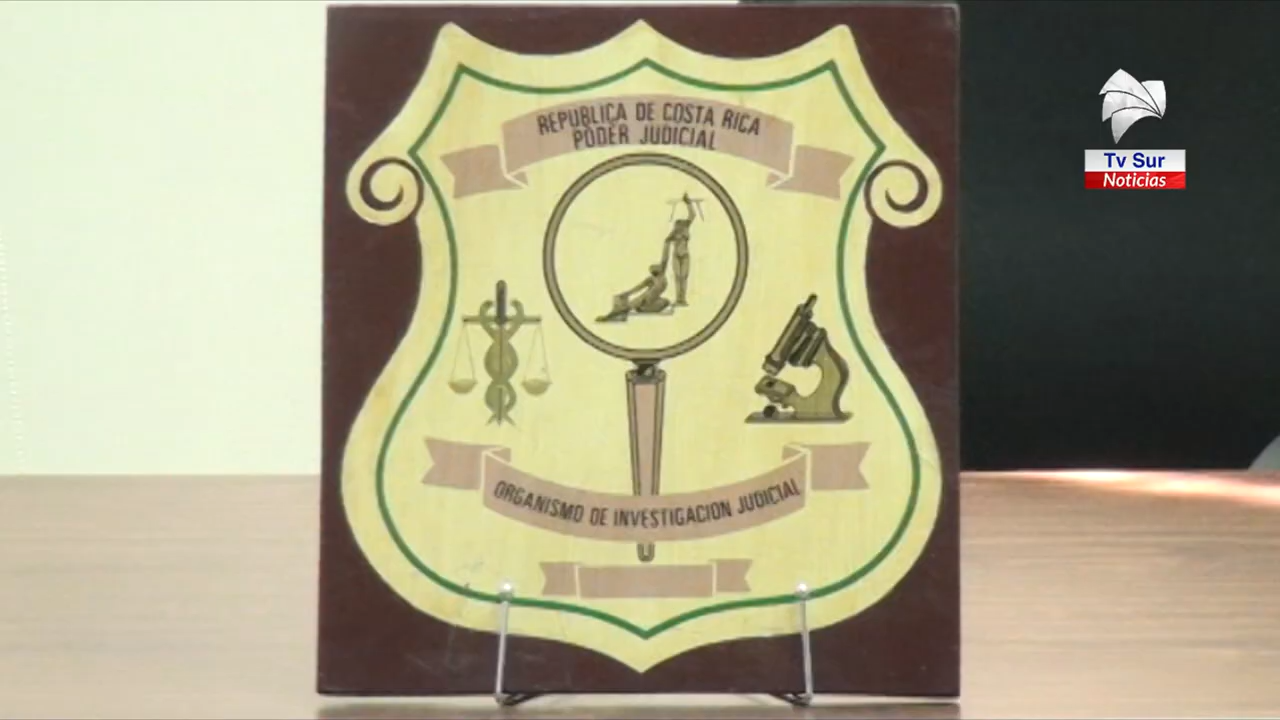 REPUBLICA DE COSTA RICA
PODER JUDICIAL
Tv Sur
Noticias
ORGANISMO DE INVESTIGACION JUDICIAL